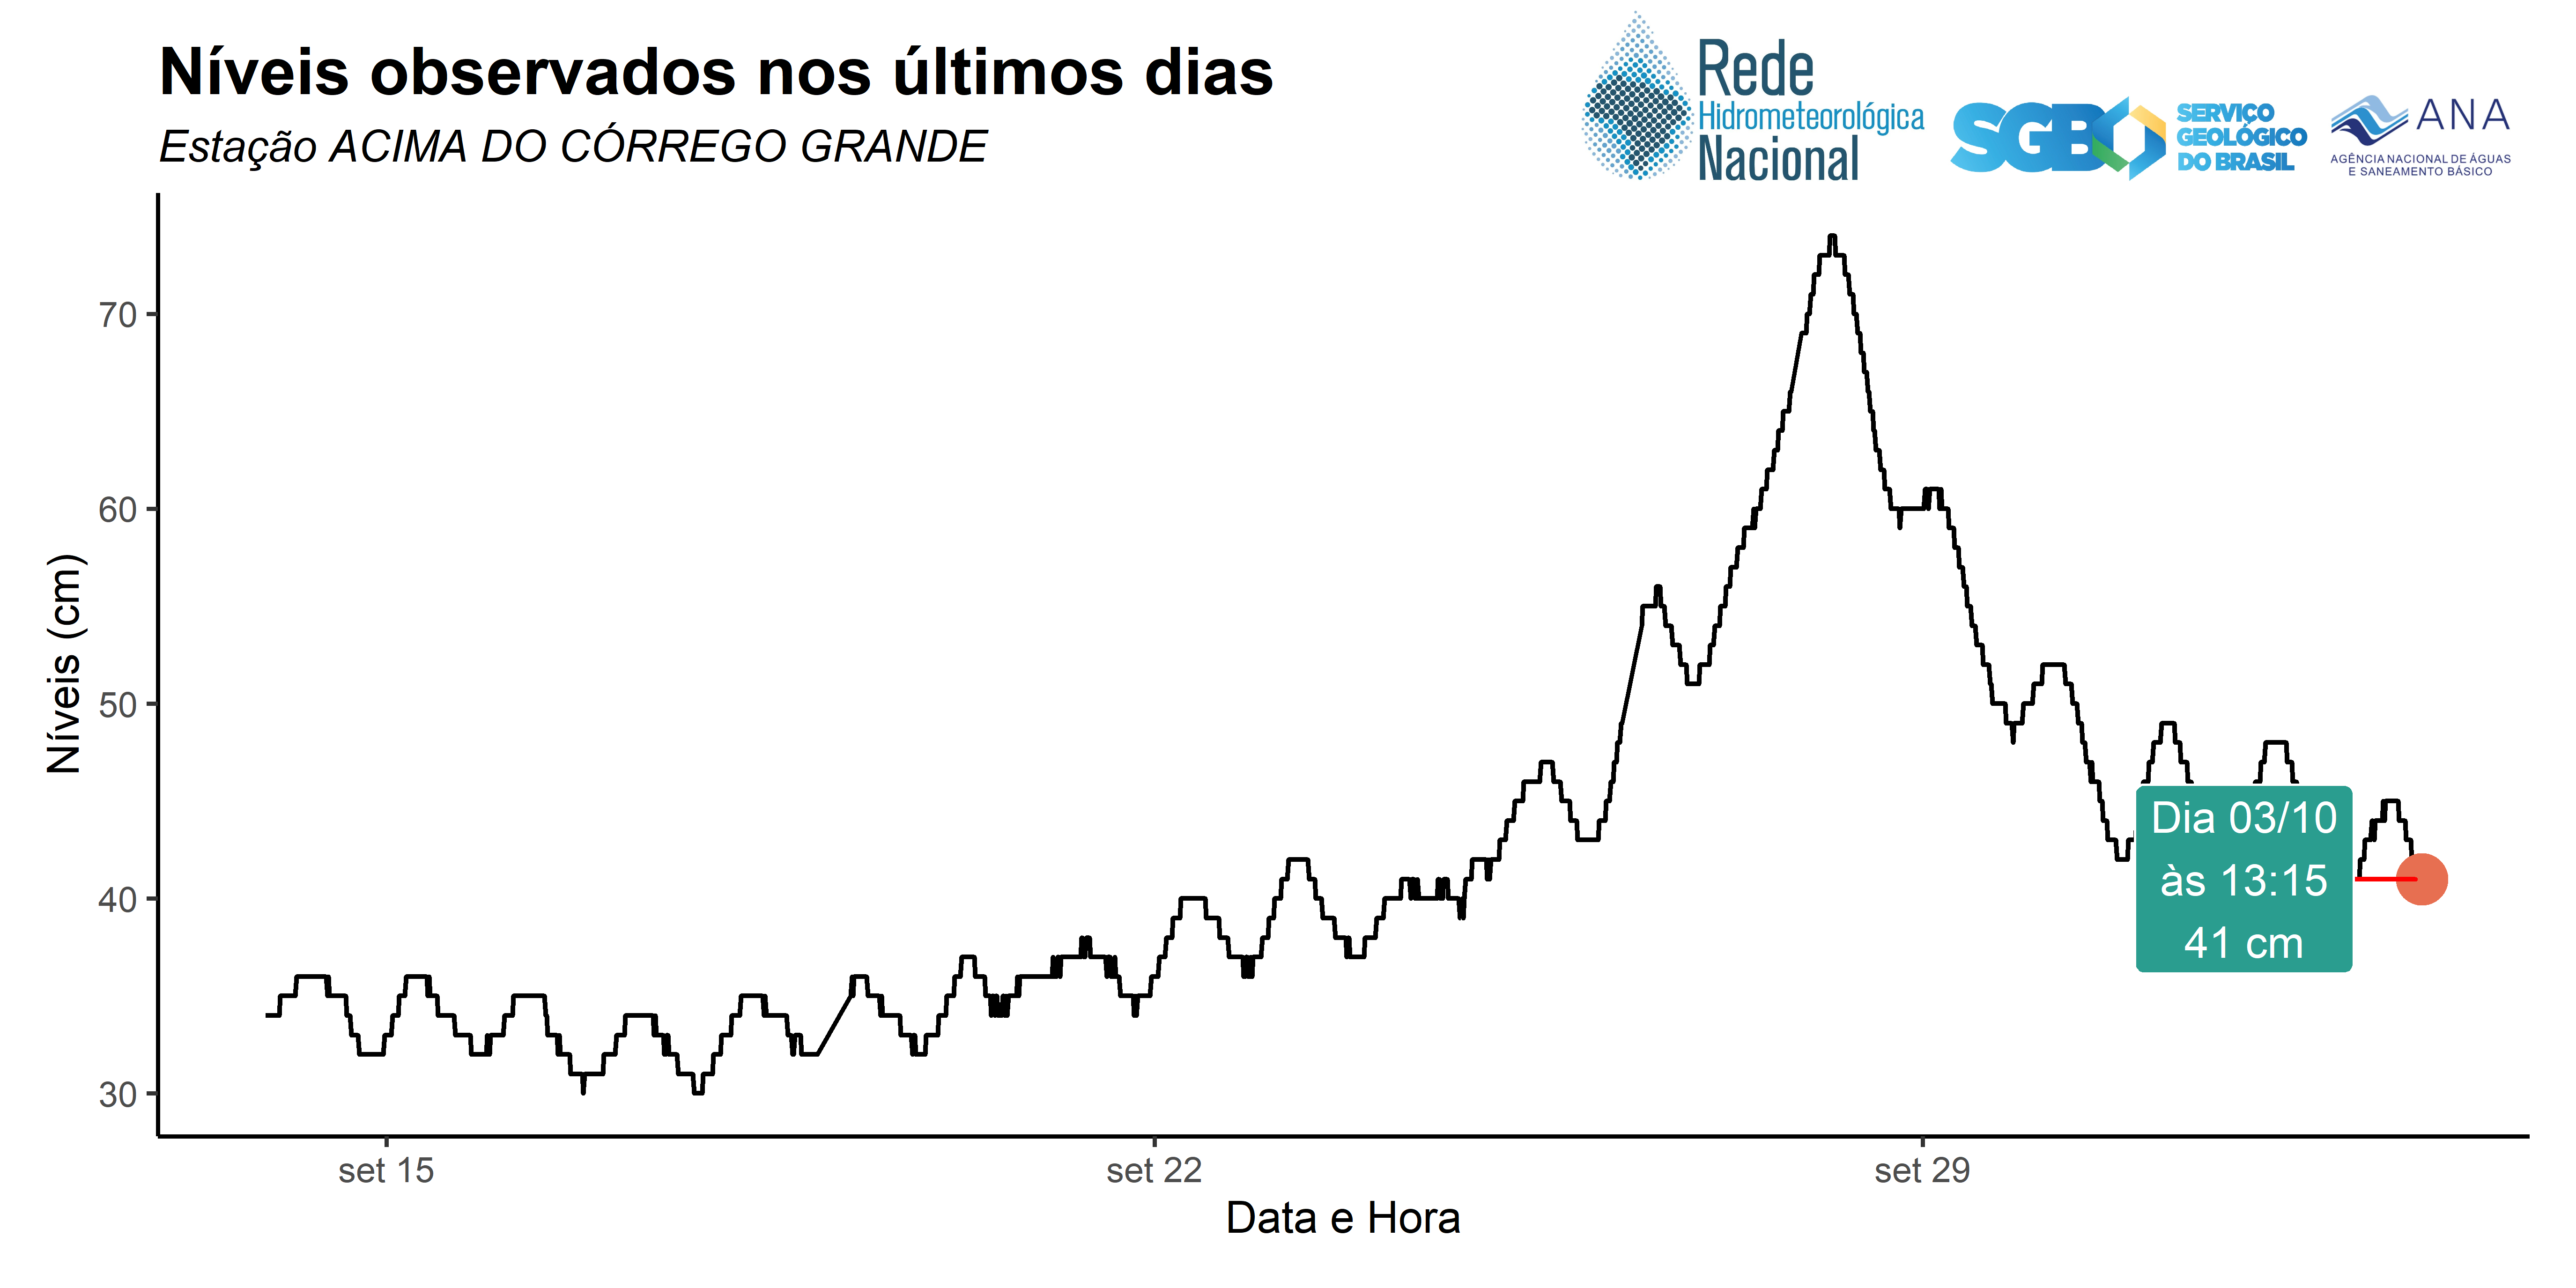 Níveis observados nos últimos dias
Estação ACIMA DO CÓRREGO GRANDE
Rede
Hidrometeorológica
Nacional
SGB
SERVIÇO
GEOLÓGICO
DO BRASIL
ANA
AGÊNCIA NACIONAL DE ÁGUAS
E SANEAMENTO BÁSICO
Níveis (cm)
70
60
50
40
30
Dia 03/10
às 13:15
41 cm
set 15
set 22
set 29
Data e Hora